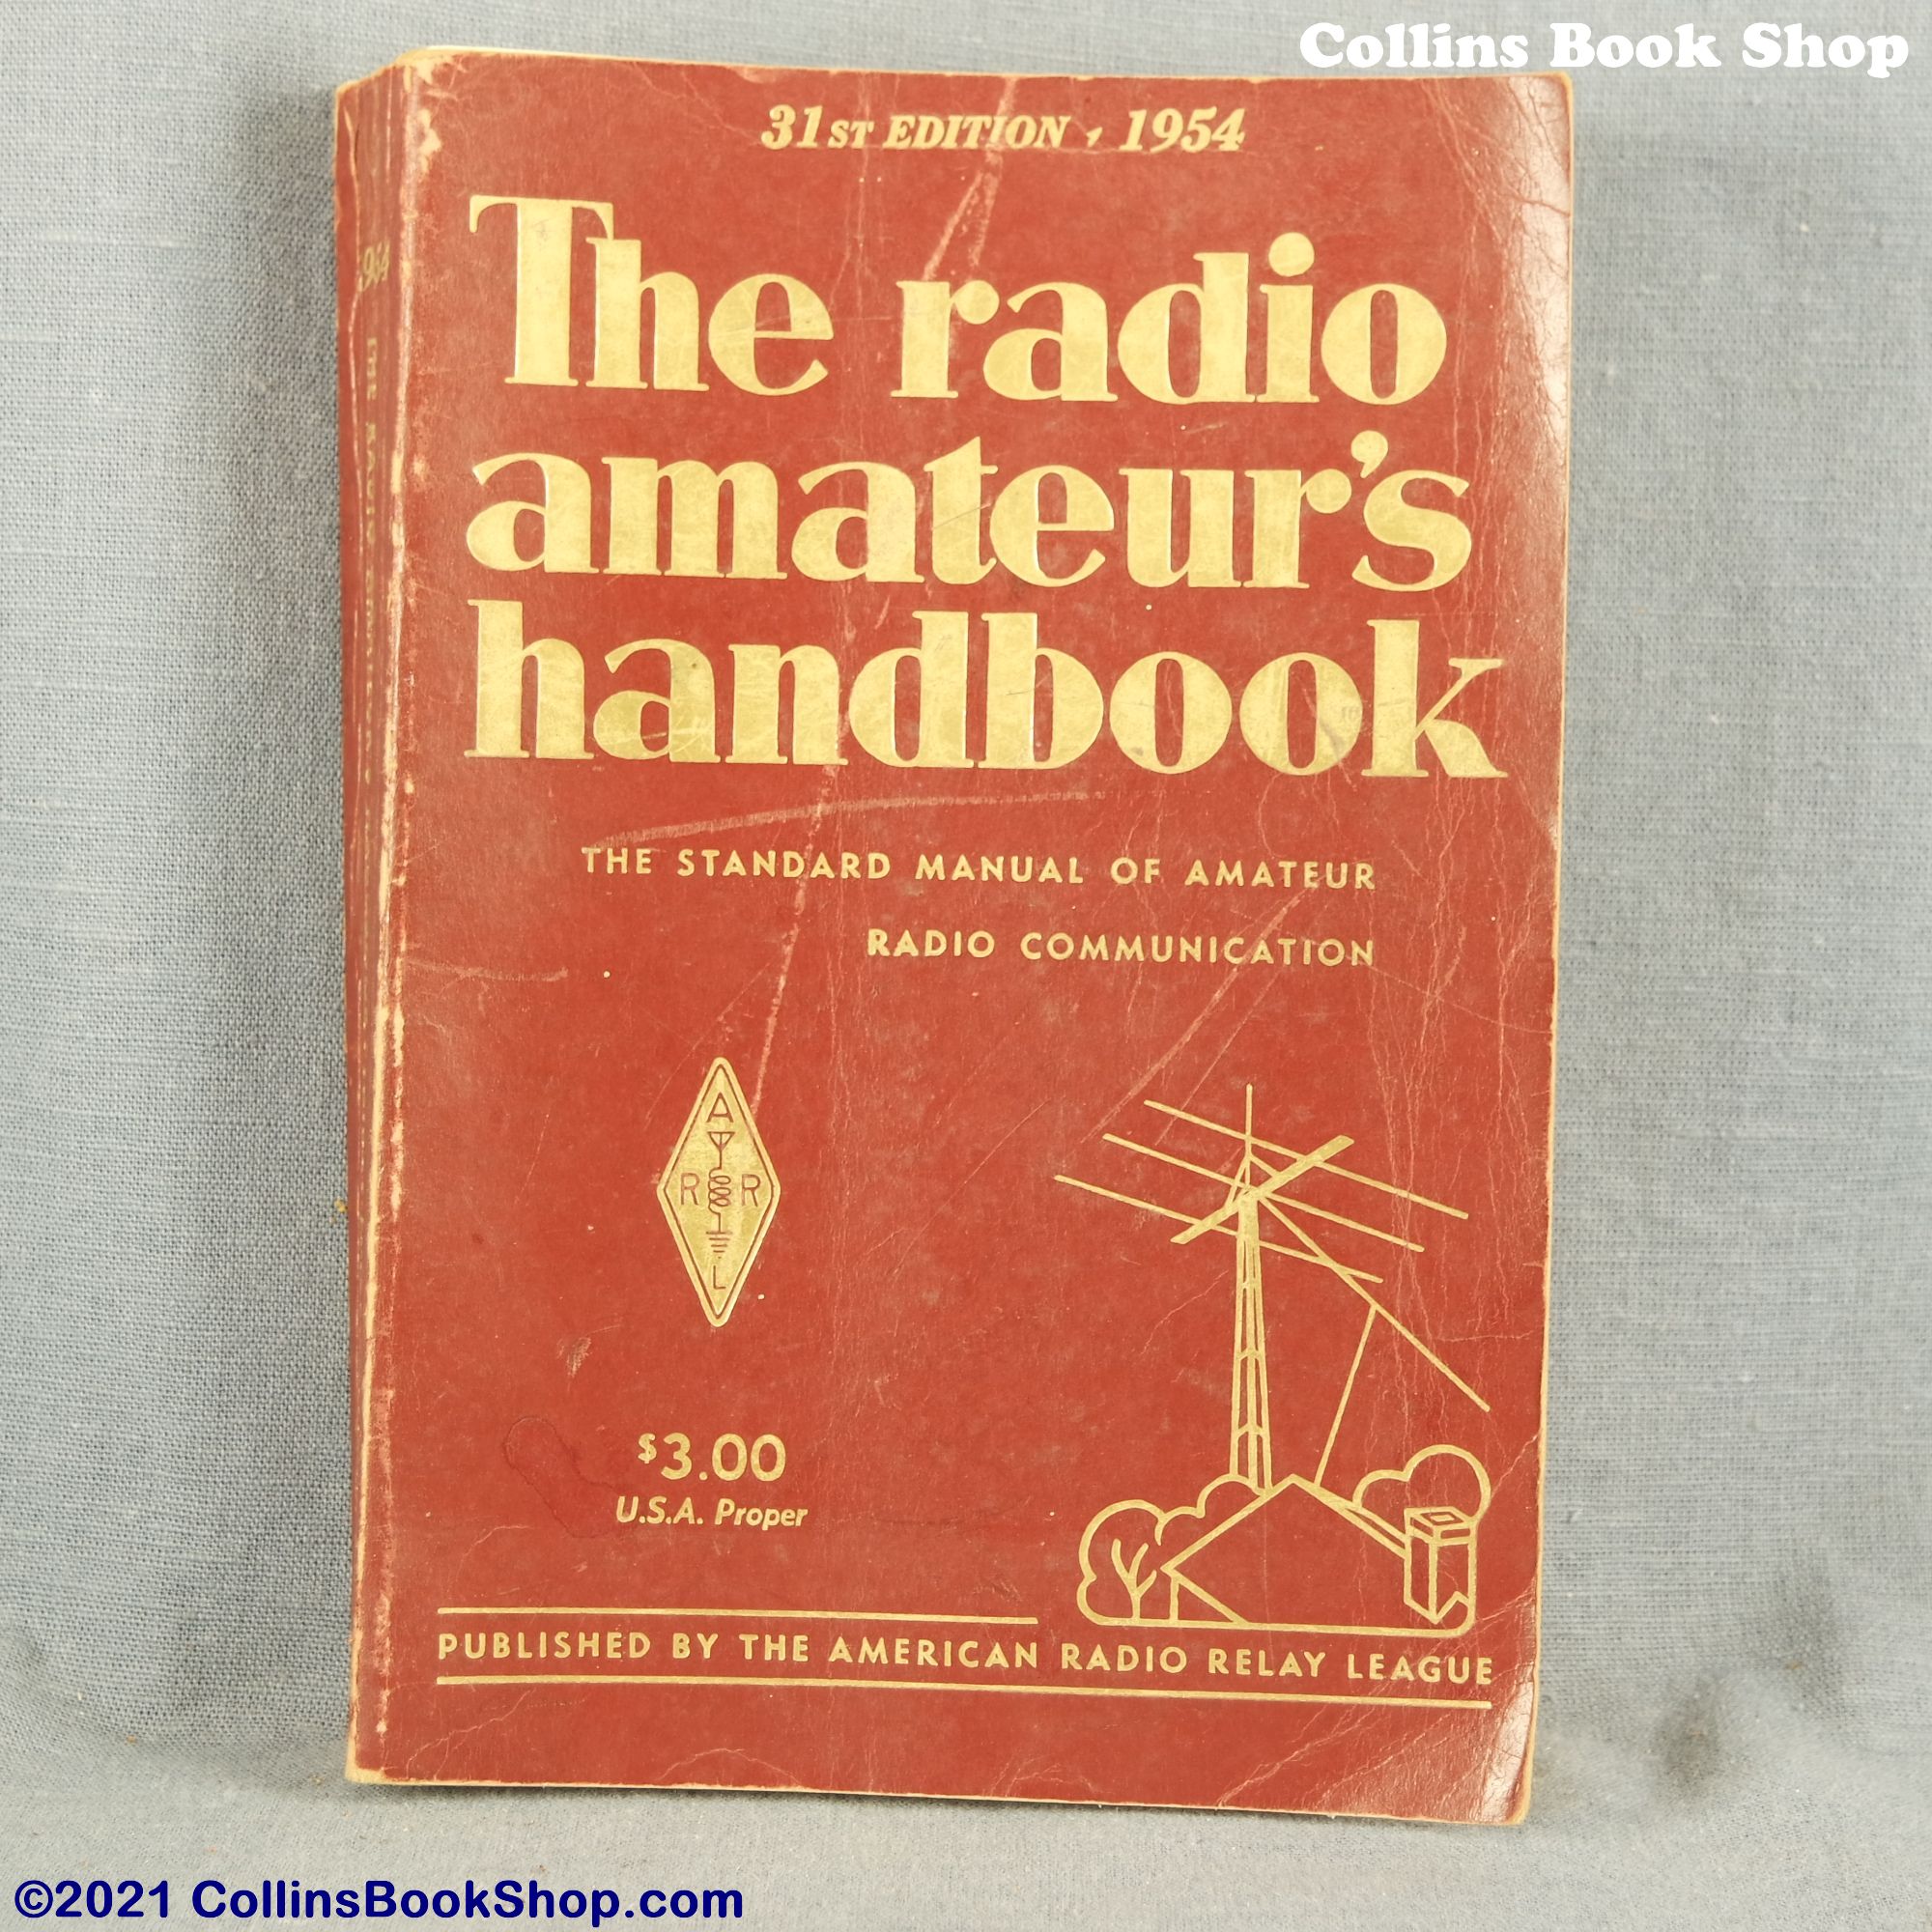 Collins Book Shop
31ST EDITION, 1954
The radio
amateur's
handbook
THE STANDARD MANUAL OF AMATEUR
RADIO COMMUNICATION
A
R R
L
$3.00
U.S.A. Proper
PUBLISHED BY THE AMERICAN RADIO RELAY LEAGUE
©2021 CollinsBookShop.com